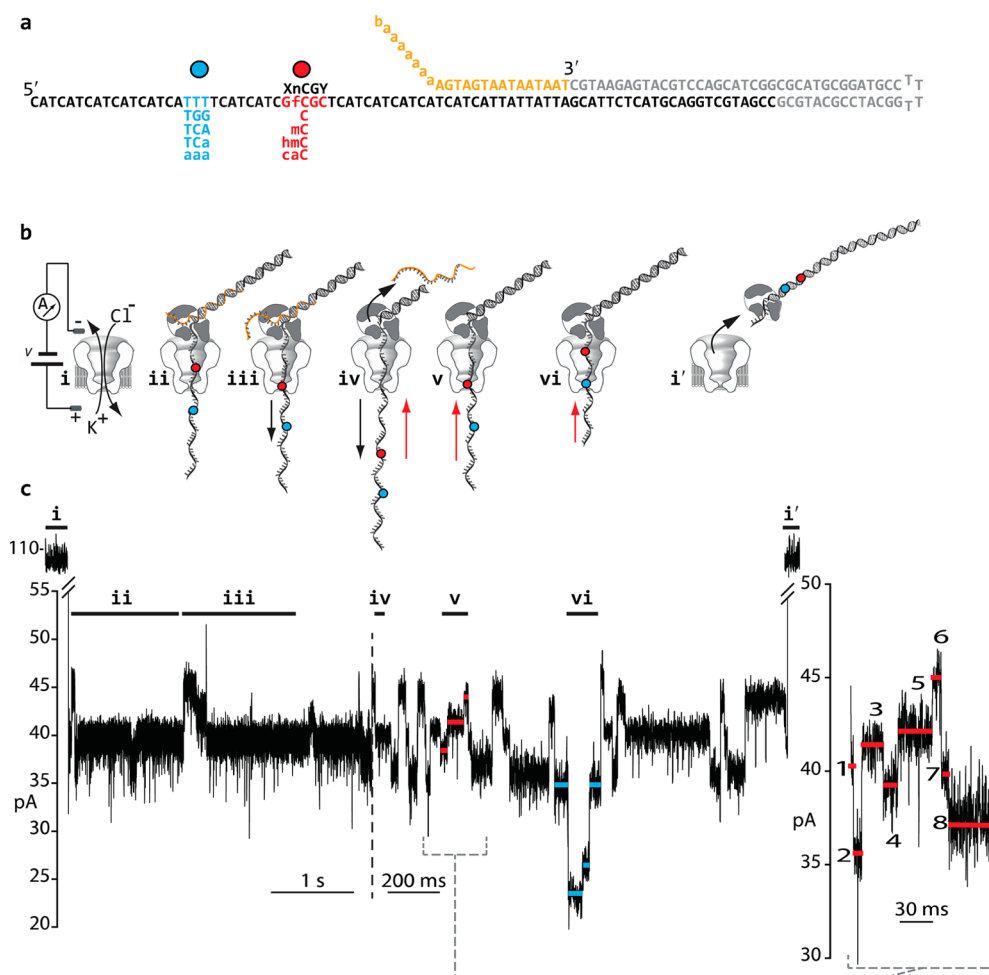 a
b
a
a
a
a
a
a
a
AGTAGTAATAATAAT 3′ CGTAAGAGTACGTCCAGCATCGGCGCATGCGGATGCC T T
XnCGY
5′ CATCATCATCATCATCATTTTCATCATCGfCGCTCATCATCATCATCATCATTATTATTAGCATTCTCATGCAGGTCGTAGCC GCGTACGCCTACGG T T
TGG C
TCA mC
TCa hmC
aaa caC
b
A Cl⁻
v
- +
K⁺
i ii iii iv v vi i′
c
i i′
110
55 50
ii iii iv v vi
50
45
40
35
pA
30
25
20
1 s 200 ms
45
40
pA
35
30
1 2 3 4 5 6 7 8
30 ms